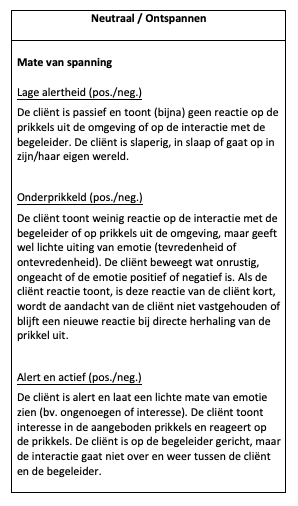 Neutraal / Ontspannen
Mate van spanning
Lage alertheid (pos./neg.)
De cliënt is passief en toont (bijna) geen reactie op de
prikkels uit de omgeving of op de interactie met de
begeleider. De cliënt is slaperig, in slaap of gaat op in
zijn/haar eigen wereld.
Onderprikkeld (pos./neg.)
De cliënt toont weinig reactie op de interactie met de
begeleider of op prikkels uit de omgeving, maar geeft
wel lichte uiting van emotie (tevredenheid of
ontevredenheid). De cliënt beweegt wat onrustig,
ongeacht of de emotie positief of negatief is. Als de
cliënt reactie toont, is deze reactie van de cliënt kort,
wordt de aandacht van de cliënt niet vastgehouden of
blijft een nieuwe reactie bij directe herhaling van de
prikkel uit.
Alert en actief (pos./neg.)
De cliënt is alert en laat een lichte mate van emotie
zien (bv. ongenoegen of interesse). De cliënt toont
interesse in de aangeboden prikkels en reageert op
de prikkels. De cliënt is op de begeleider gericht, maar
de interactie gaat niet over en weer tussen de cliënt
en de begeleider.